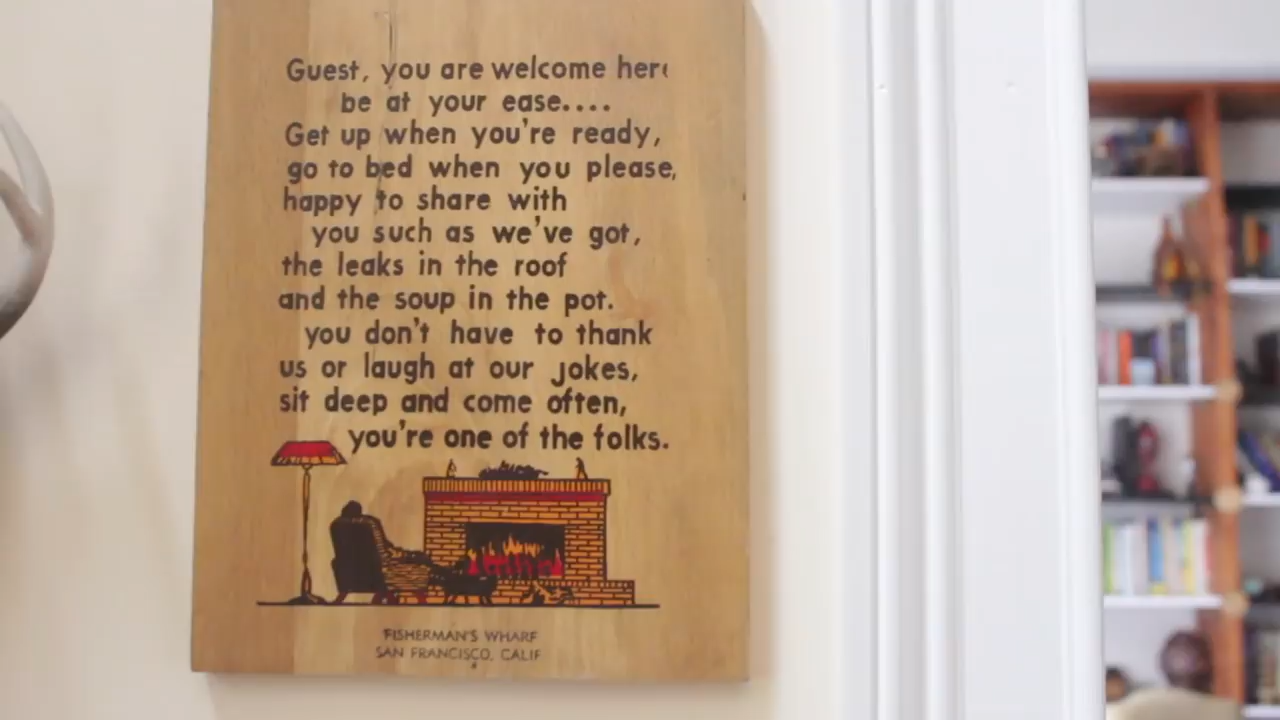 Guest, you are welcome here
be at your ease....
Get up when you're ready,
go to bed when you please,
happy to share with
you such as we've got,
the leaks in the roof
and the soup in the pot.
you don't have to thank
us or laugh at our jokes,
sit deep and come often,
you're one of the folks.
FISHERMAN'S WHARF
SAN FRANCISCO, CALIF